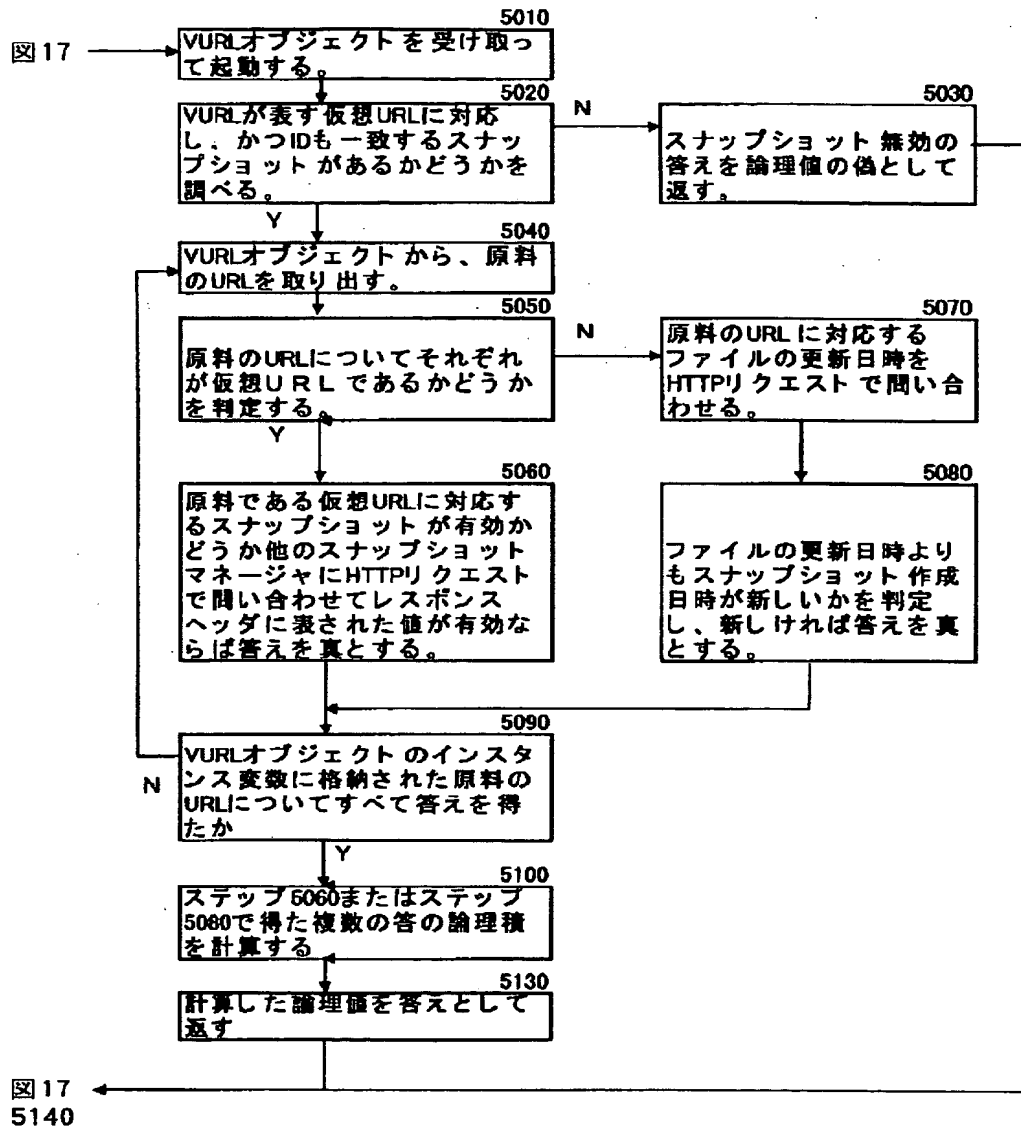 5010
図17
VURLオブジェクトを受け取っ
て起動する。
5020
VURLが表す仮想URLに対応
し、かつIDも一致するスナッ
プショットがあるかどうかを
調べる。
N
5030
スナップショット無効の
答えを論理値の偽として
返す。
Y
5040
VURLオブジェクトから、原料
のURLを取り出す。
5050
原料のURLについてそれぞれ
が仮想URLであるかどうか
を判定する。
N
5070
原料のURLに対応する
ファイルの更新日時を
HTTPリクエストで問い合
わせる。
Y
5060
原料である仮想URLに対応す
るスナップショットが有効か
どうか他のスナップショット
マネージャにHTTPリクエスト
で問い合わせてレスポンス
ヘッダに表された値が有効な
らば答えを真とする。
5080
ファイルの更新日時より
もスナップショット作成
日時が新しいかを判定
し、新しければ答えを真
とする。
5090
VURLオブジェクトのインスタ
ンス変数に格納された原料の
URLについてすべて答えを得
たか
N
Y
5100
ステップ5060またはステップ
5080で得た複数の答の論理積
を計算する
5130
計算した論理値を答えとして
返す
図17
5140